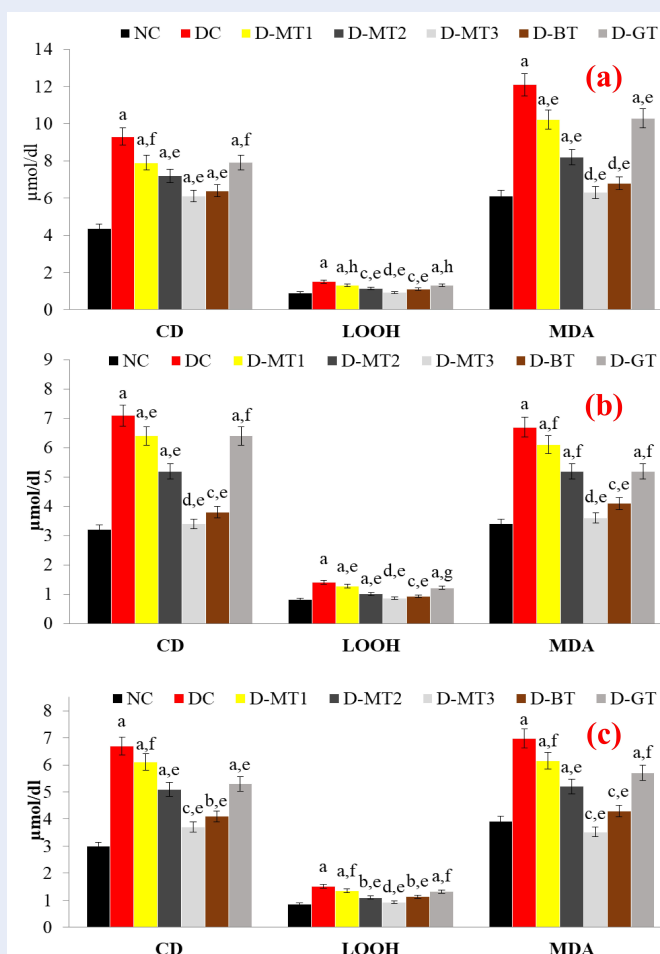 NC DC D-MT1 D-MT2 D-MT3 D-BT D-GT
(a)
14
12
10
8
6
4
2
0
µmol/dl
a
a,f
a,e
a,e
a,e
a,f
a
a,h
c,e
d,e
c,e
a,h
a
a,e
a,e
d,e
d,e
a,e
CD LOOH MDA
NC DC D-MT1 D-MT2 D-MT3 D-BT D-GT
(b)
9
8
7
6
5
4
3
2
1
0
µmol/dl
a
a,e
a,e
d,e
c,e
a,f
a
a,e
a,e
d,e
c,e
a,g
a
a,f
a,f
d,e
c,e
a,f
CD LOOH MDA
NC DC D-MT1 D-MT2 D-MT3 D-BT D-GT
(c)
8
7
6
5
4
3
2
1
0
µmol/dl
a
a,f
a,e
c,e
b,e
a,e
a
a,f
b,e
d,e
b,e
a,f
a
a,f
a,e
c,e
c,e
a,f
CD LOOH MDA